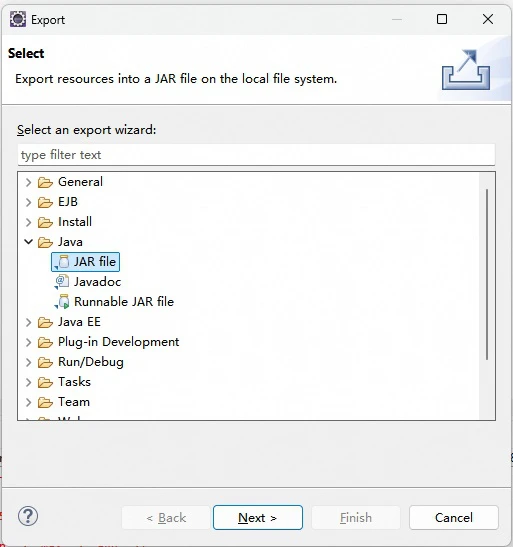 Export
Select
Export resources into a JAR file on the local file system.
Select an export wizard:
type filter text
General
EJB
Install
Java
JAR file
Javadoc
Runnable JAR file
Java EE
Plug-in Development
Run/Debug
Tasks
Team
< Back
Next >
Finish
Cancel